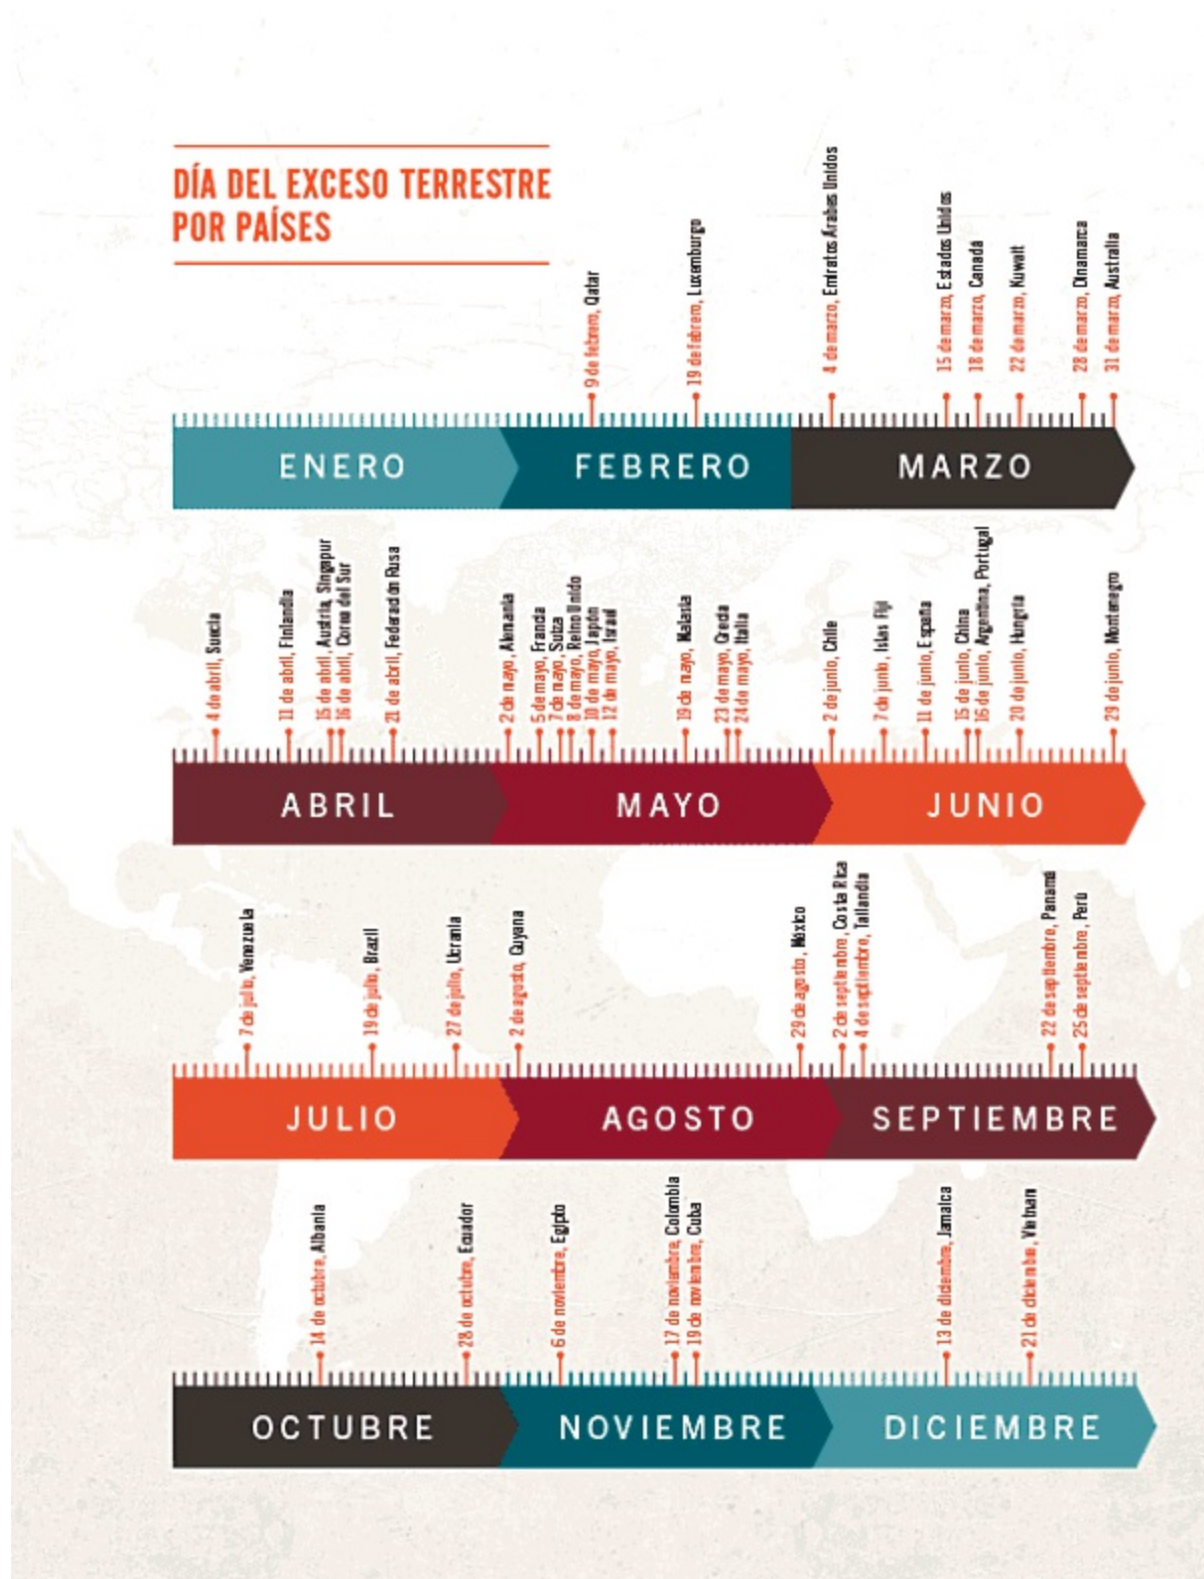 DÍA DEL EXCESO TERRESTRE
POR PAÍSES
9 de febrero, Qatar
19 de febrero, Luxemburgo
4 de marzo, Emiratos Árabes Unidos
15 de marzo, Estados Unidos
18 de marzo, Canadá
22 de marzo, Kuwait
28 de marzo, Dinamarca
31 de marzo, Australia
ENERO
FEBRERO
MARZO
4 de abril, Suecia
11 de abril, Finlandia
15 de abril, Austria, Singapur
16 de abril, Corea del Sur
21 de abril, Federación Rusa
2 de mayo, Alemania
5 de mayo, Francia
7 de mayo, Suiza
8 de mayo, Reino Unido
10 de mayo, Japón
12 de mayo, Israel
19 de mayo, Malasia
23 de mayo, Grecia
24 de mayo, Italia
2 de junio, Chile
7 de junio, Islas Fiji
11 de junio, España
15 de junio, China
16 de junio, Argentina, Portugal
20 de junio, Hungría
29 de junio, Montenegro
ABRIL
MAYO
JUNIO
7 de julio, Venezuela
19 de julio, Brazil
27 de julio, Ucrania
2 de agosto, Guyana
29 de agosto, México
2 de septiembre, Costa Rica
4 de septiembre, Tailandia
22 de septiembre, Panamá
25 de septiembre, Perú
JULIO
AGOSTO
SEPTIEMBRE
14 de octubre, Albania
28 de octubre, Ecuador
6 de noviembre, Egipto
17 de noviembre, Colombia
19 de noviembre, Cuba
13 de diciembre, Jamaica
21 de diciembre, Vietnam
OCTUBRE
NOVIEMBRE
DICIEMBRE